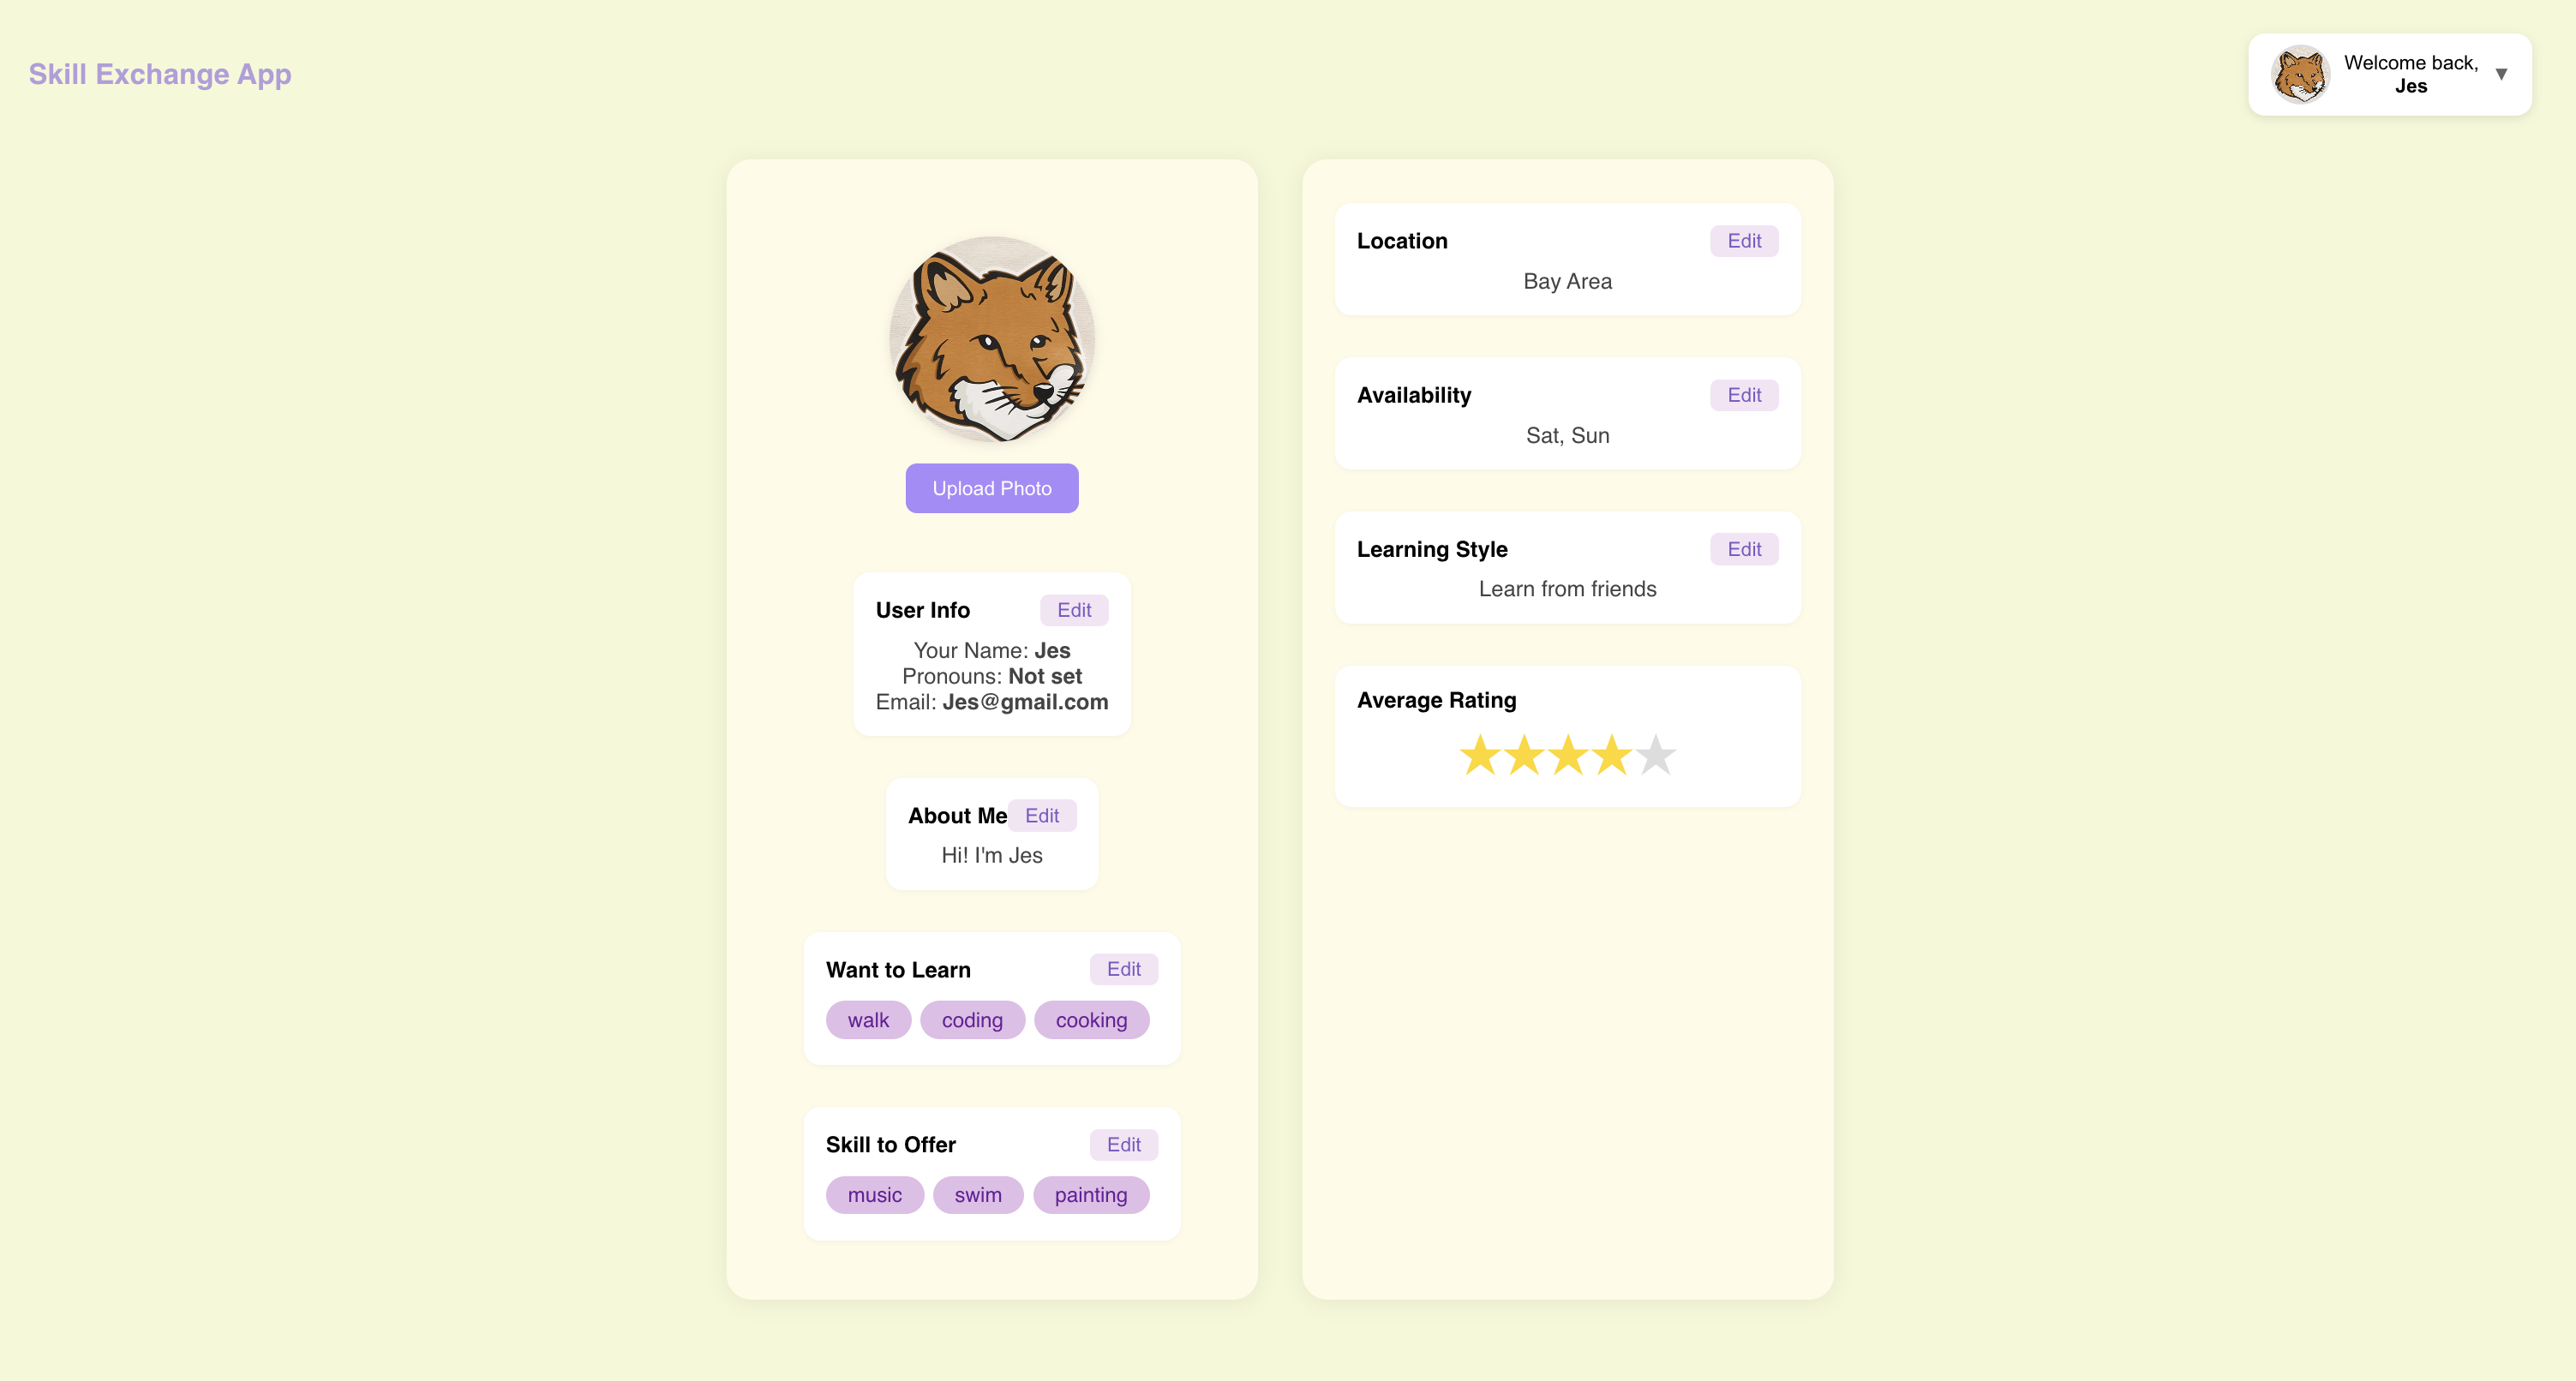 Skill Exchange App
Welcome back,
Jes
▼
Upload Photo
User Info
Edit
Your Name: Jes
Pronouns: Not set
Email: Jes@gmail.com
About Me
Edit
Hi! I'm Jes
Want to Learn
Edit
walk
coding
cooking
Skill to Offer
Edit
music
swim
painting
Location
Edit
Bay Area
Availability
Edit
Sat, Sun
Learning Style
Edit
Learn from friends
Average Rating